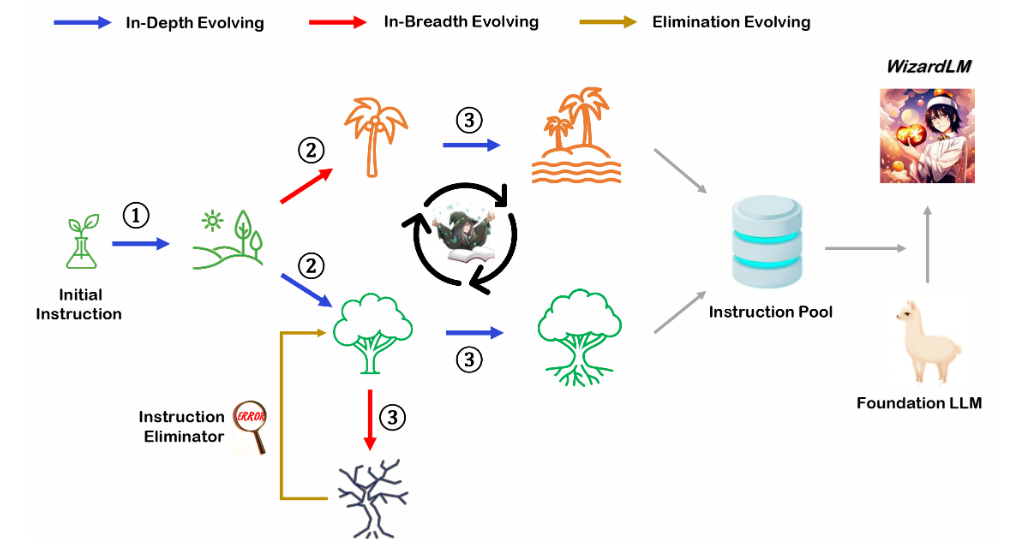 In-Depth Evolving
In-Breadth Evolving
Elimination Evolving
WizardLM
②
③
①
②
Initial
Instruction
Instruction Pool
③
Instruction
Eliminator
ERROR
③
Foundation LLM